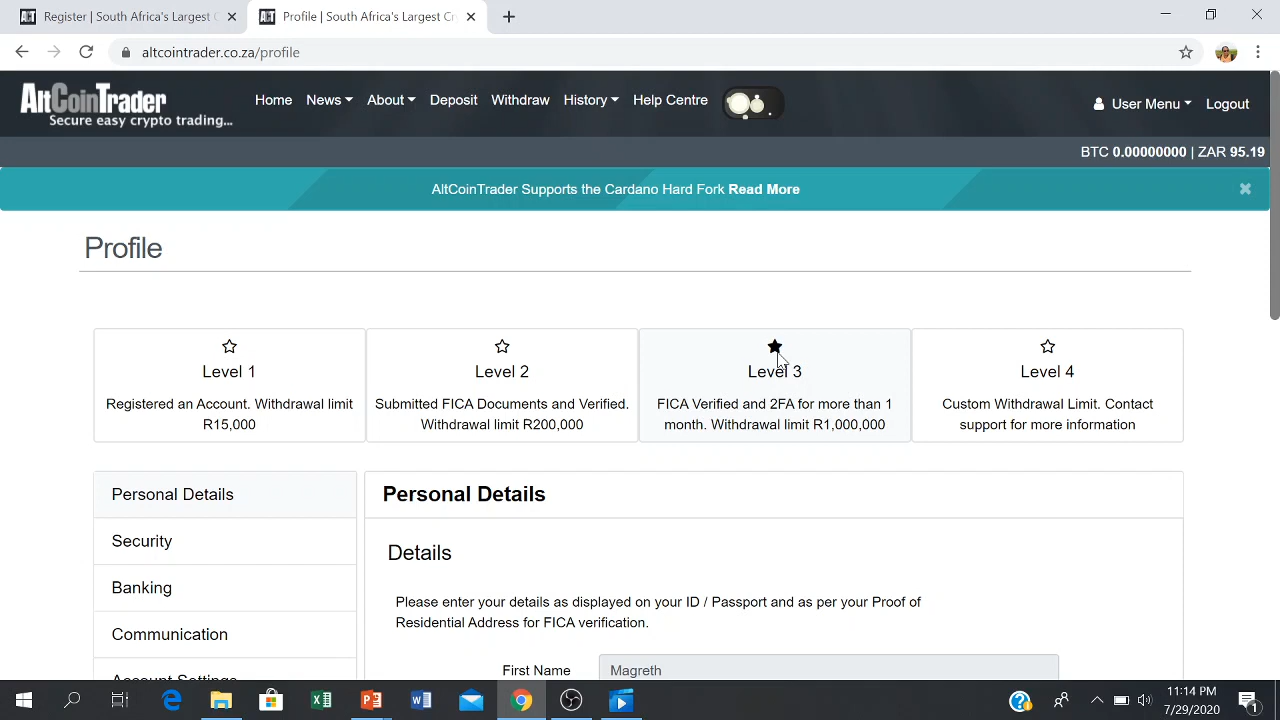 Register | South Africa's Largest C
Profile | South Africa's Largest Cr
altcointrader.co.za/profile
AltCoinTrader
Secure easy crypto trading...
Home News About Deposit Withdraw History Help Centre
User Menu Logout
BTC 0.00000000 | ZAR 95.19
AltCoinTrader Supports the Cardano Hard Fork Read More
Profile
Level 1
Registered an Account. Withdrawal limit
R15,000
Level 2
Submitted FICA Documents and Verified.
Withdrawal limit R200,000
Level 3
FICA Verified and 2FA for more than 1
month. Withdrawal limit R1,000,000
Level 4
Custom Withdrawal Limit. Contact
support for more information
Personal Details
Security
Banking
Communication
Account Settings
Personal Details
Details
Please enter your details as displayed on your ID / Passport and as per your Proof of
Residential Address for FICA verification.
First Name Magreth
11:14 PM
7/29/2020